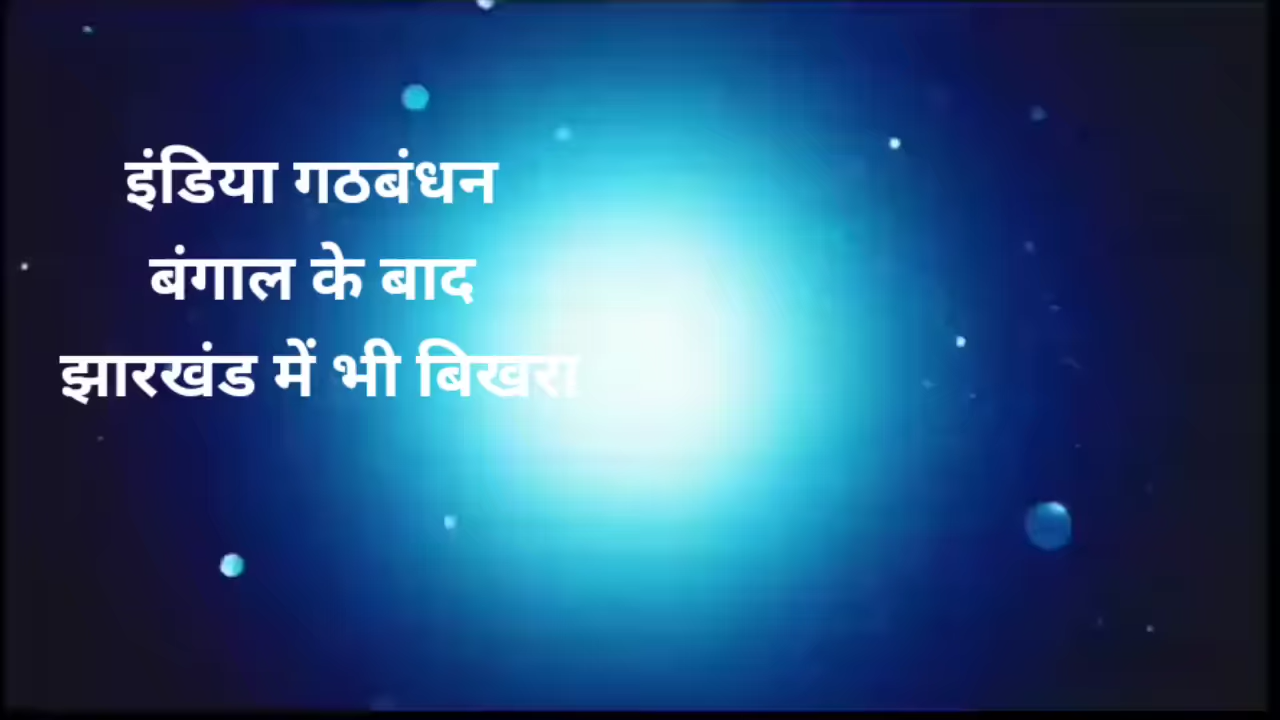 इंडिया गठबंधन
बंगाल के बाद
झारखंड में भी बिखरा